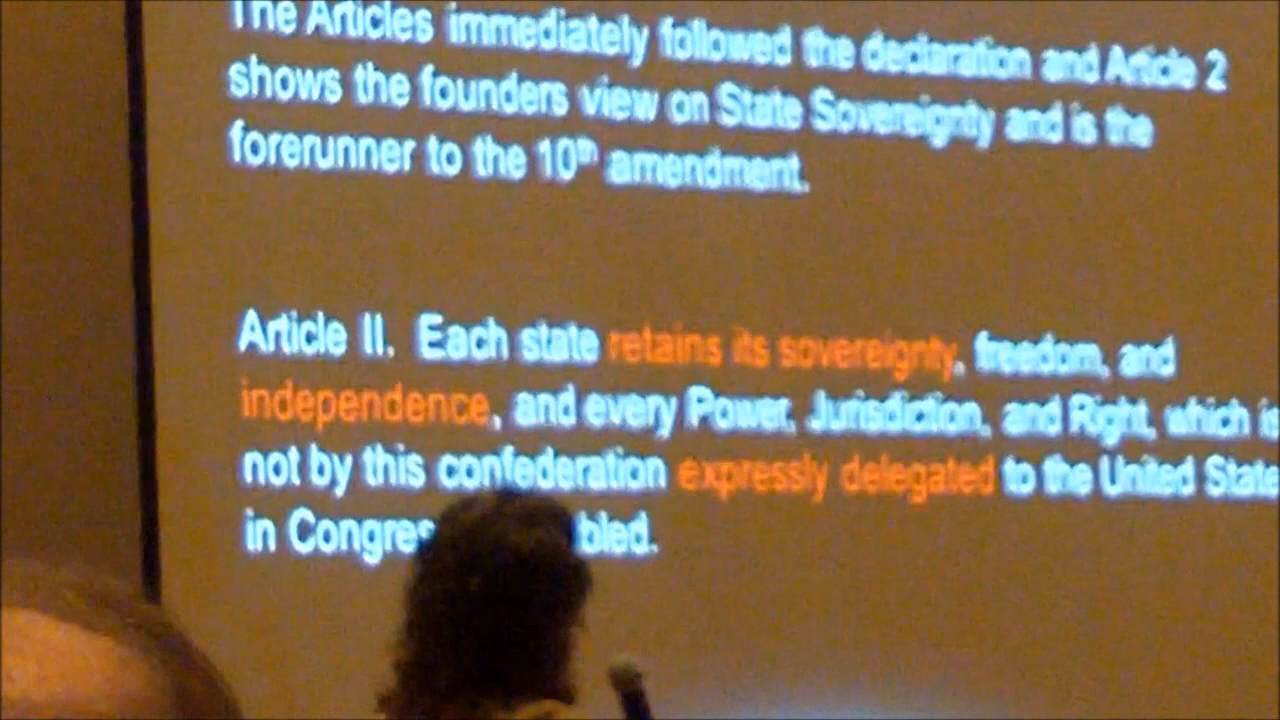 The Articles immediately followed the declaration and Article 2
shows the founders view on State Sovereignty and is the
forerunner to the 10th amendment.
Article II. Each state retains its sovereignty, freedom, and
independence, and every Power, Jurisdiction, and Right, which is
not by this confederation expressly delegated to the United State
in Congres bled.